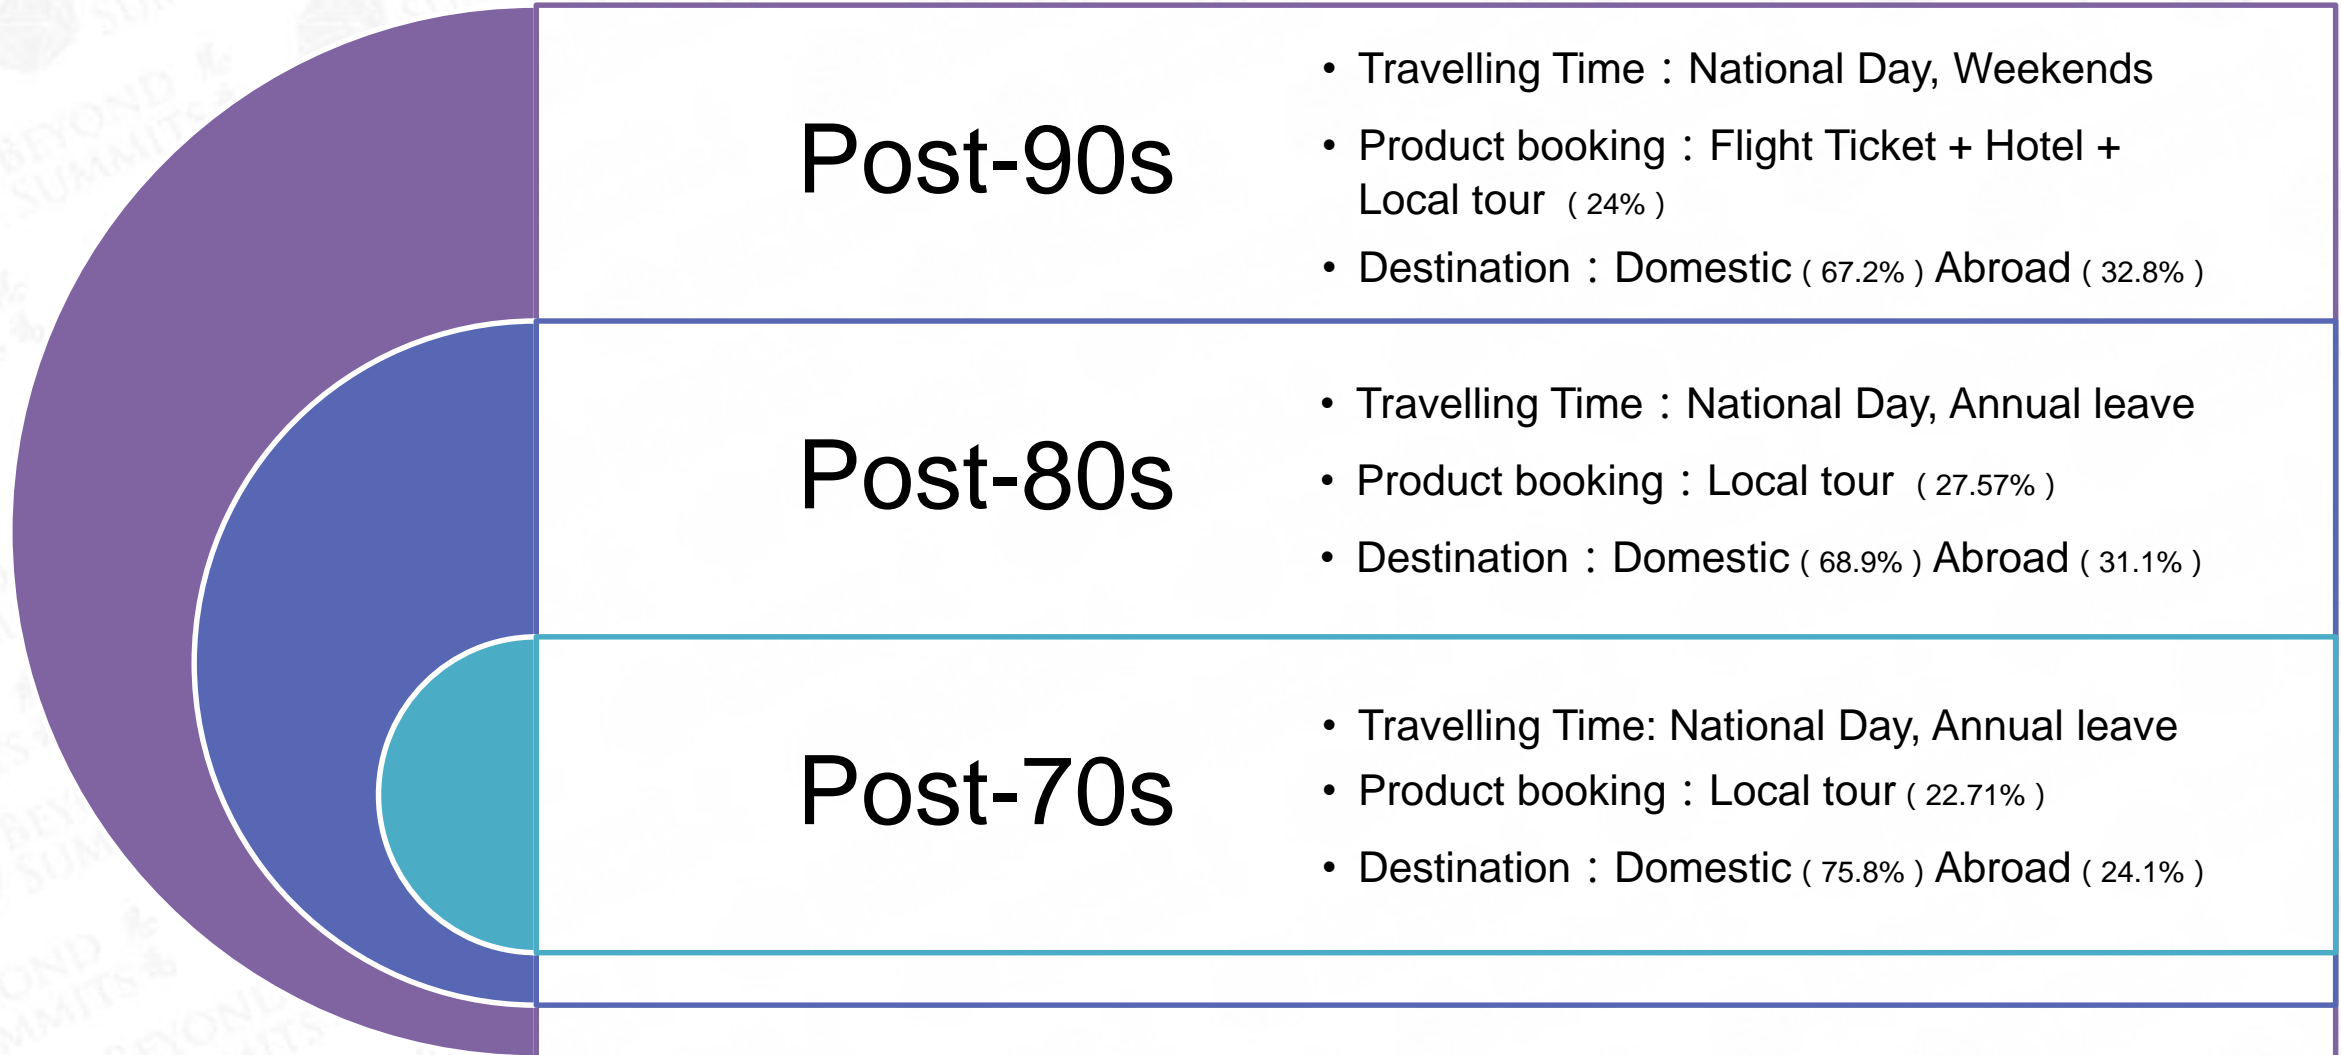 Post-90s
• Travelling Time：National Day, Weekends
• Product booking：Flight Ticket + Hotel +
Local tour （24%）
• Destination：Domestic（67.2%）Abroad（32.8%）
Post-80s
• Travelling Time：National Day, Annual leave
• Product booking：Local tour （27.57%）
• Destination：Domestic（68.9%）Abroad（31.1%）
Post-70s
• Travelling Time: National Day, Annual leave
• Product booking：Local tour（22.71%）
• Destination：Domestic（75.8%）Abroad（24.1%）
BEYOND
SUMMITS